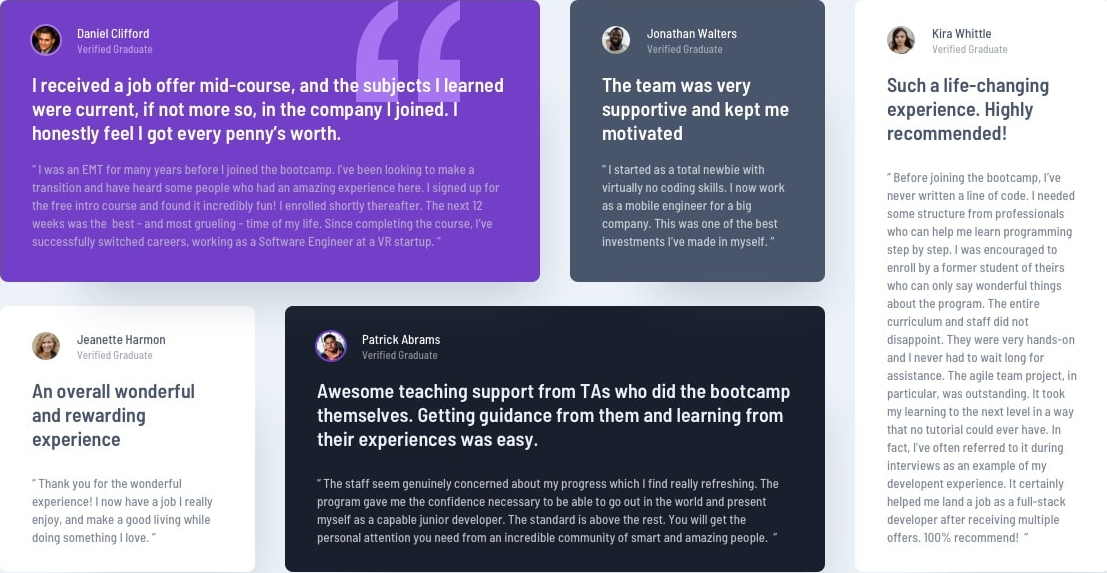 Daniel Clifford
Verified Graduate
I received a job offer mid-course, and the subjects I learned
were current, if not more so, in the company I joined. I
honestly feel I got every penny’s worth.
“ I was an EMT for many years before I joined the bootcamp. I’ve been looking to make a
transition and have heard some people who had an amazing experience here. I signed up for
the free intro course and found it incredibly fun! I enrolled shortly thereafter. The next 12
weeks was the best - and most grueling - time of my life. Since completing the course, I’ve
successfully switched careers, working as a Software Engineer at a VR startup. ”
Jonathan Walters
Verified Graduate
The team was very
supportive and kept me
motivated
“ I started as a total newbie with
virtually no coding skills. I now work
as a mobile engineer for a big
company. This was one of the best
investments I’ve made in myself. ”
Kira Whittle
Verified Graduate
Such a life-changing
experience. Highly
recommended!
“ Before joining the bootcamp, I’ve
never written a line of code. I needed
some structure from professionals
who can help me learn programming
step by step. I was encouraged to
enroll by a former student of theirs
who can only say wonderful things
about the program. The entire
curriculum and staff did not
disappoint. They were very hands-on
and I never had to wait long for
assistance. The agile team project, in
particular, was outstanding. It took
my learning to the next level in a way
that no tutorial could ever have. In
fact, I’ve often referred to it during
interviews as an example of my
developent experience. It certainly
helped me land a job as a full-stack
developer after receiving multiple
offers. 100% recommend! ”
Jeanette Harmon
Verified Graduate
An overall wonderful
and rewarding
experience
“ Thank you for the wonderful
experience! I now have a job I really
enjoy, and make a good living while
doing something I love. ”
Patrick Abrams
Verified Graduate
Awesome teaching support from TAs who did the bootcamp
themselves. Getting guidance from them and learning from
their experiences was easy.
“ The staff seem genuinely concerned about my progress which I find really refreshing. The
program gave me the confidence necessary to be able to go out in the world and present
myself as a capable junior developer. The standard is above the rest. You will get the
personal attention you need from an incredible community of smart and amazing people. ”